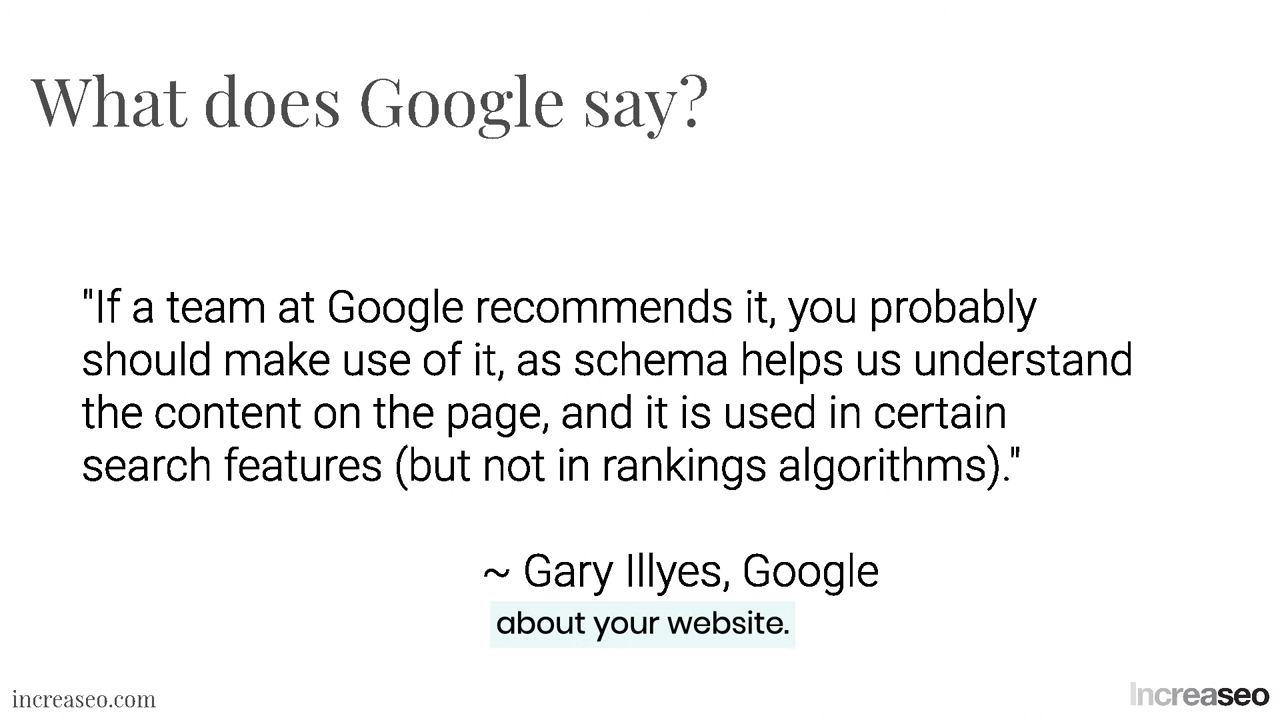 What does Google say?
"If a team at Google recommends it, you probably
should make use of it, as schema helps us understand
the content on the page, and it is used in certain
search features (but not in rankings algorithms)."
~ Gary Illyes, Google
about your website.
increaseo.com
Increaseo